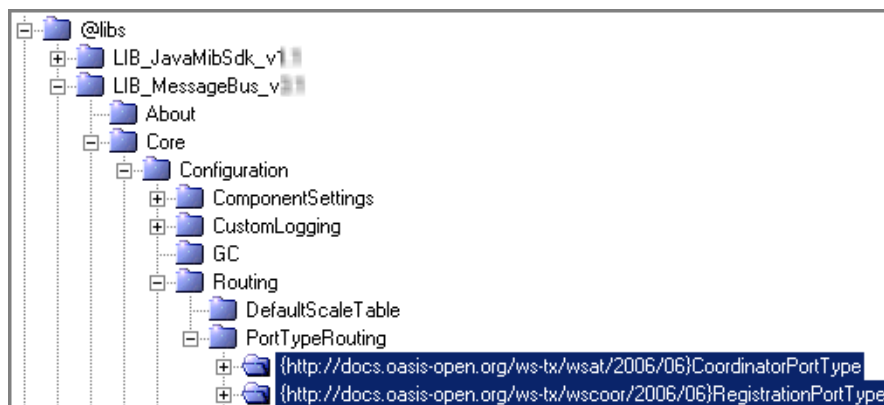 @libs
LIB_JavaMibSdk_v1.1
LIB_MessageBus_v
About
Core
Configuration
ComponentSettings
CustomLogging
GC
Routing
DefaultScaleTable
PortTypeRouting
{http://docs.oasis-open.org/ws-tx/wsat/2006/06}CoordinatorPortType
{http://docs.oasis-open.org/ws-tx/wscoor/2006/06}RegistrationPortType